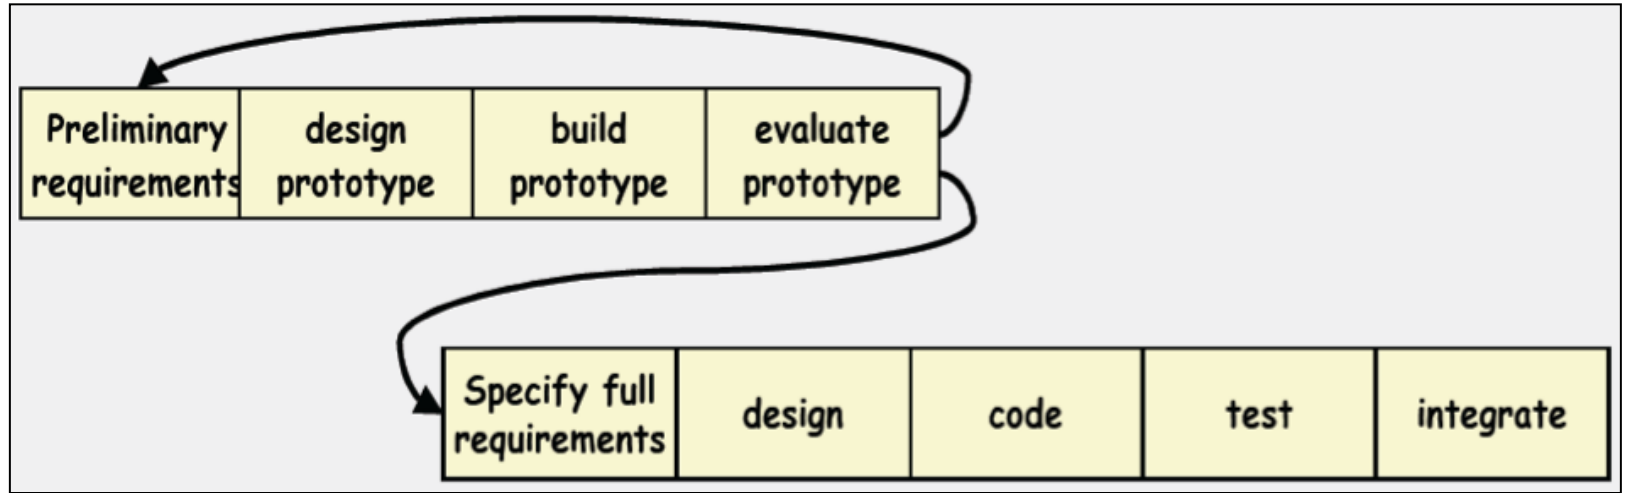 Preliminary
requirements
design
prototype
build
prototype
evaluate
prototype
Specify full
requirements
design
code
test
integrate